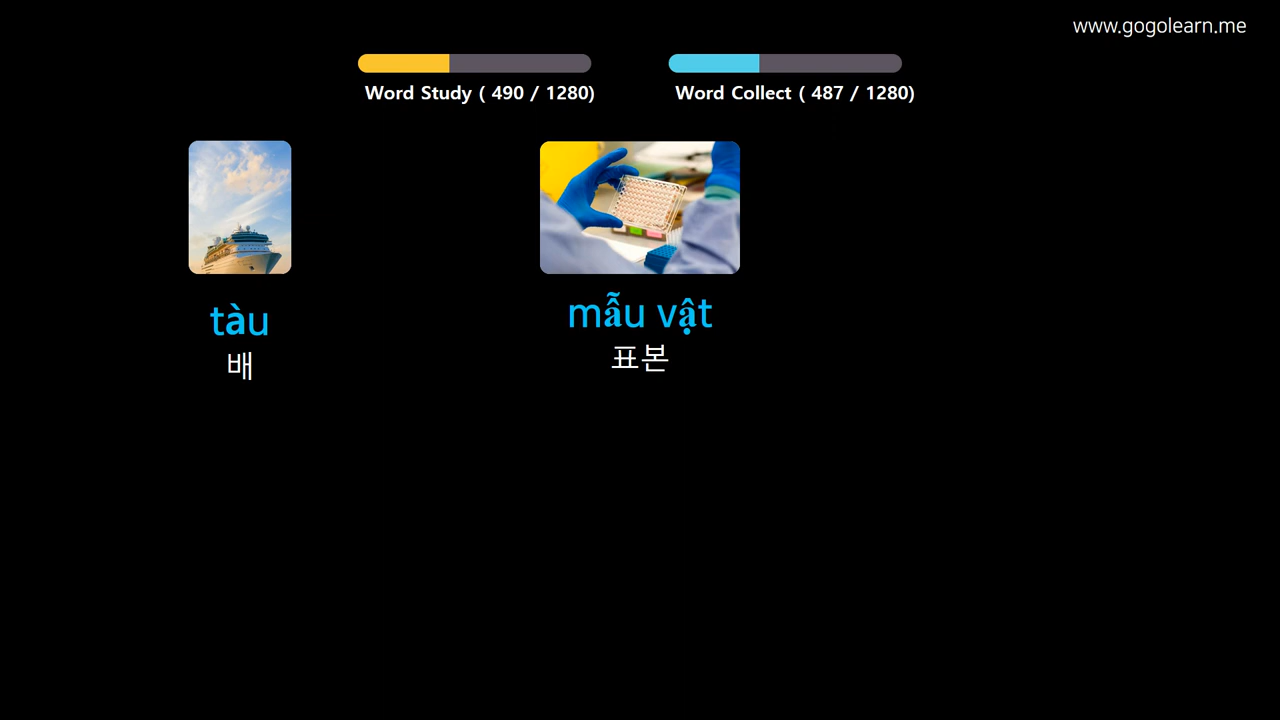 www.gogolearn.me
Word Study ( 490 / 1280)
Word Collect ( 487 / 1280)
tàu
배
mẫu vật
표본